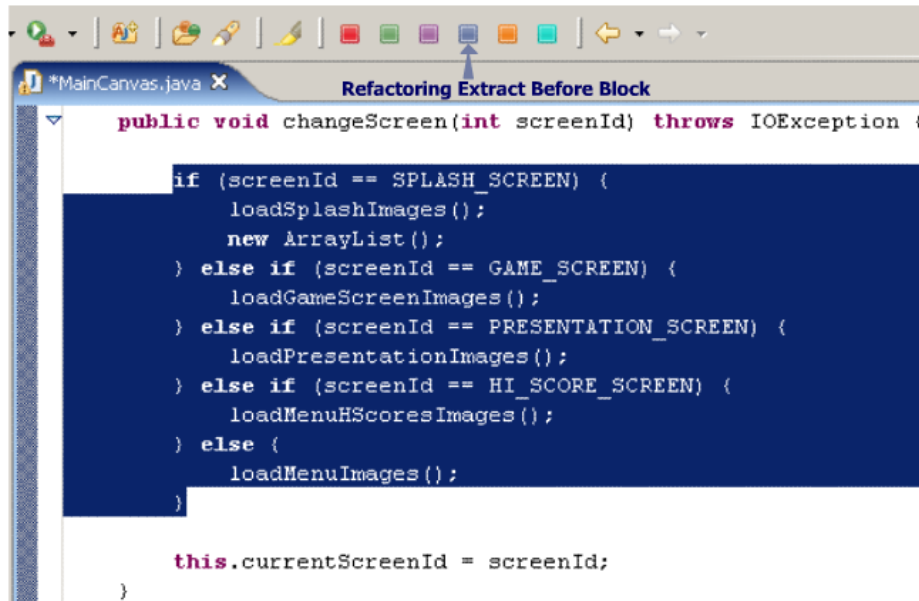 *MainCanvas.java
Refactoring Extract Before Block
public void changeScreen(int screenId) throws IOException {
if (screenId == SPLASH_SCREEN) {
loadSplashImages();
new ArrayList();
} else if (screenId == GAME_SCREEN) {
loadGameScreenImages();
} else if (screenId == PRESENTATION_SCREEN) {
loadPresentationImages();
} else if (screenId == HI_SCORE_SCREEN) {
loadMenuHScoresImages();
} else {
loadMenuImages();
}
this.currentScreenId = screenId;
}